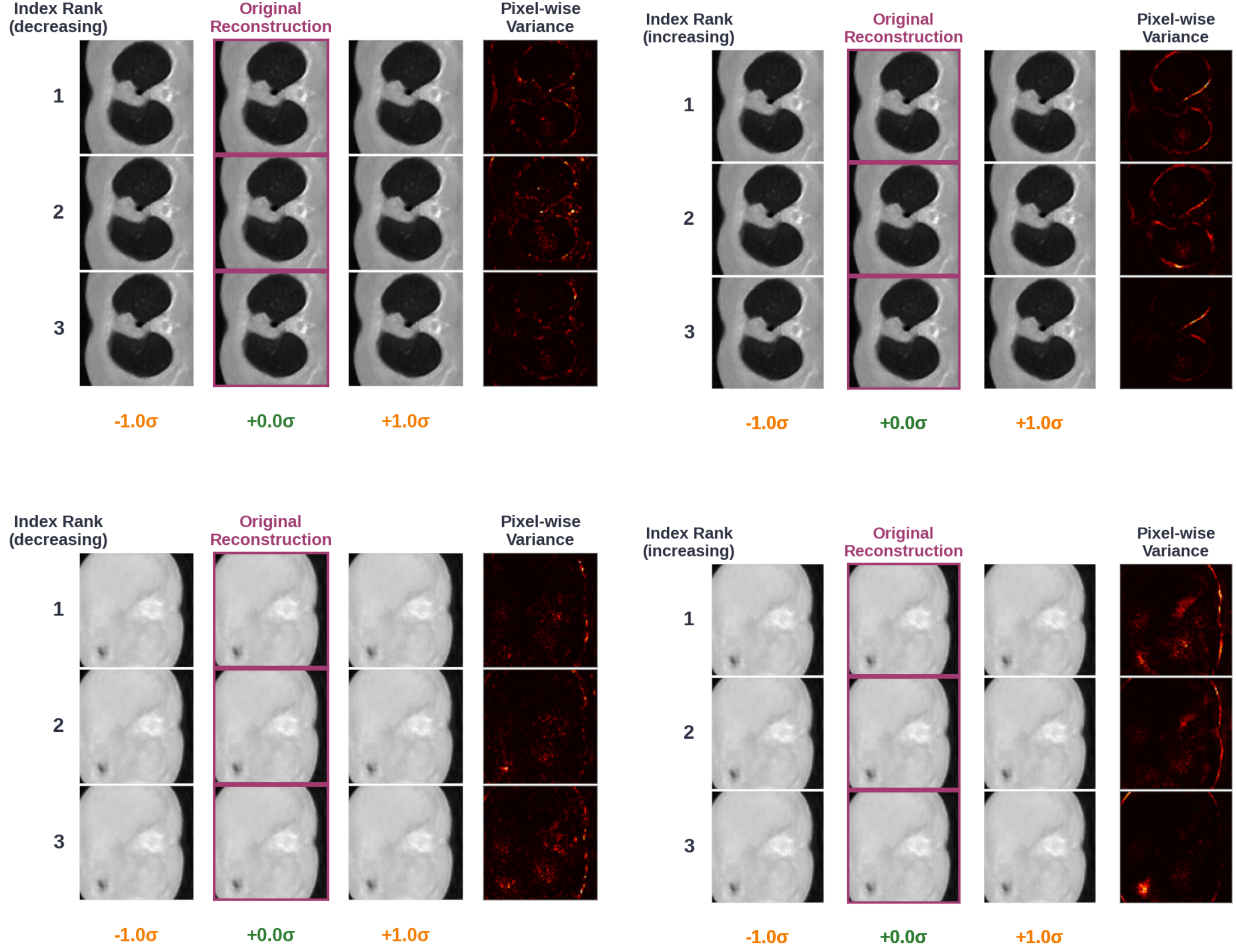 Index Rank
(decreasing)
Original
Reconstruction
Pixel-wise
Variance
1
2
3
-1.0σ
+0.0σ
+1.0σ
Index Rank
(increasing)
Original
Reconstruction
Pixel-wise
Variance
1
2
3
-1.0σ
+0.0σ
+1.0σ
Index Rank
(decreasing)
Original
Reconstruction
Pixel-wise
Variance
1
2
3
-1.0σ
+0.0σ
+1.0σ
Index Rank
(increasing)
Original
Reconstruction
Pixel-wise
Variance
1
2
3
-1.0σ
+0.0σ
+1.0σ